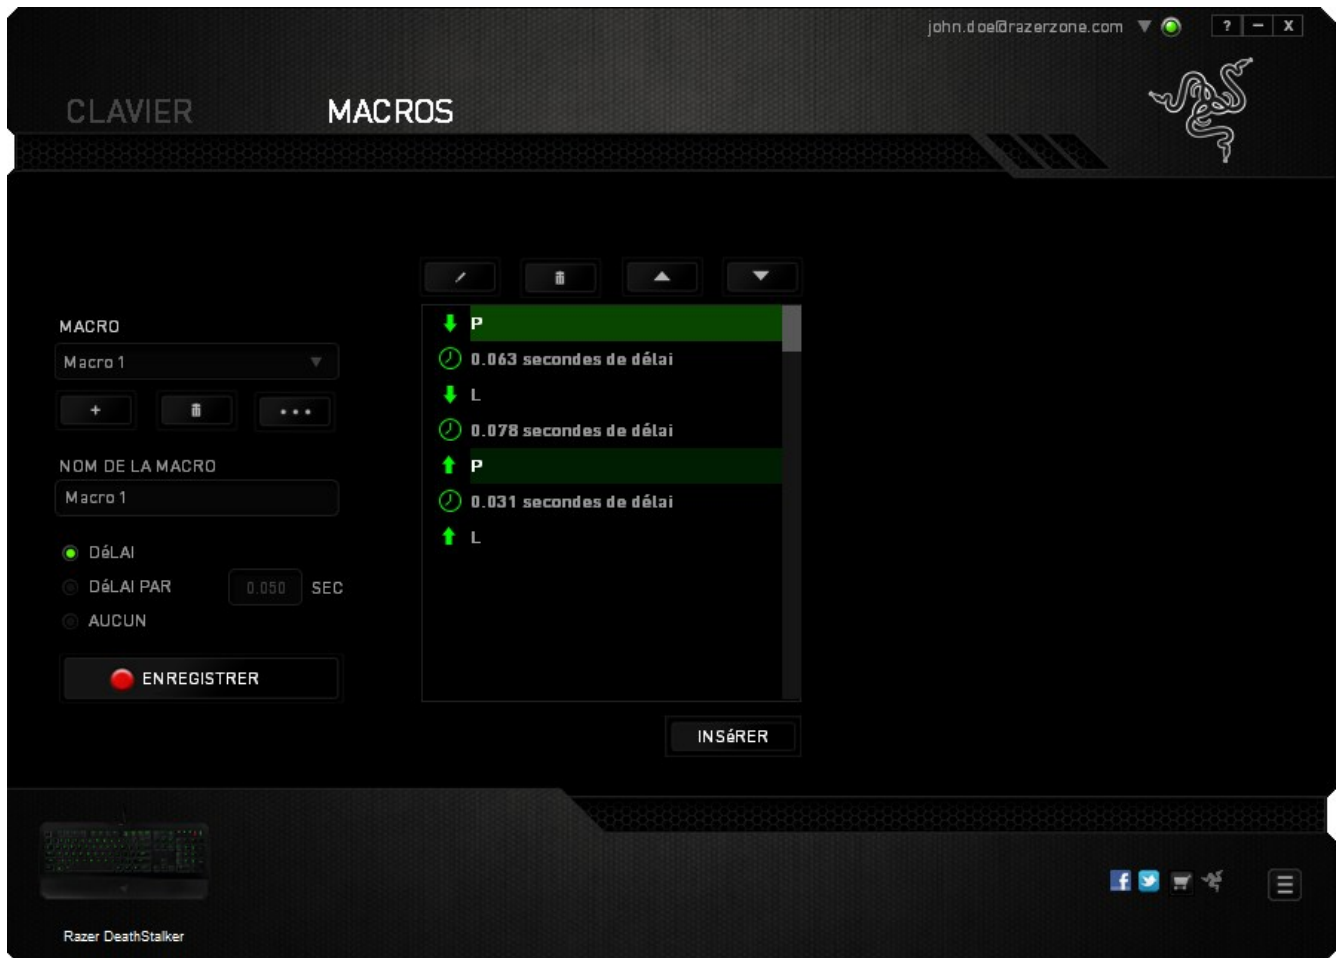 john.doe@razerzone.com
? – X
CLAVIER MACROS
MACRO
Macro 1
+
NOM DE LA MACRO
Macro 1
DéLAI
DéLAI PAR 0.050 SEC
AUCUN
ENREGISTRER
P
0.063 secondes de délai
L
0.078 secondes de délai
P
0.031 secondes de délai
L
INSéRER
Razer DeathStalker